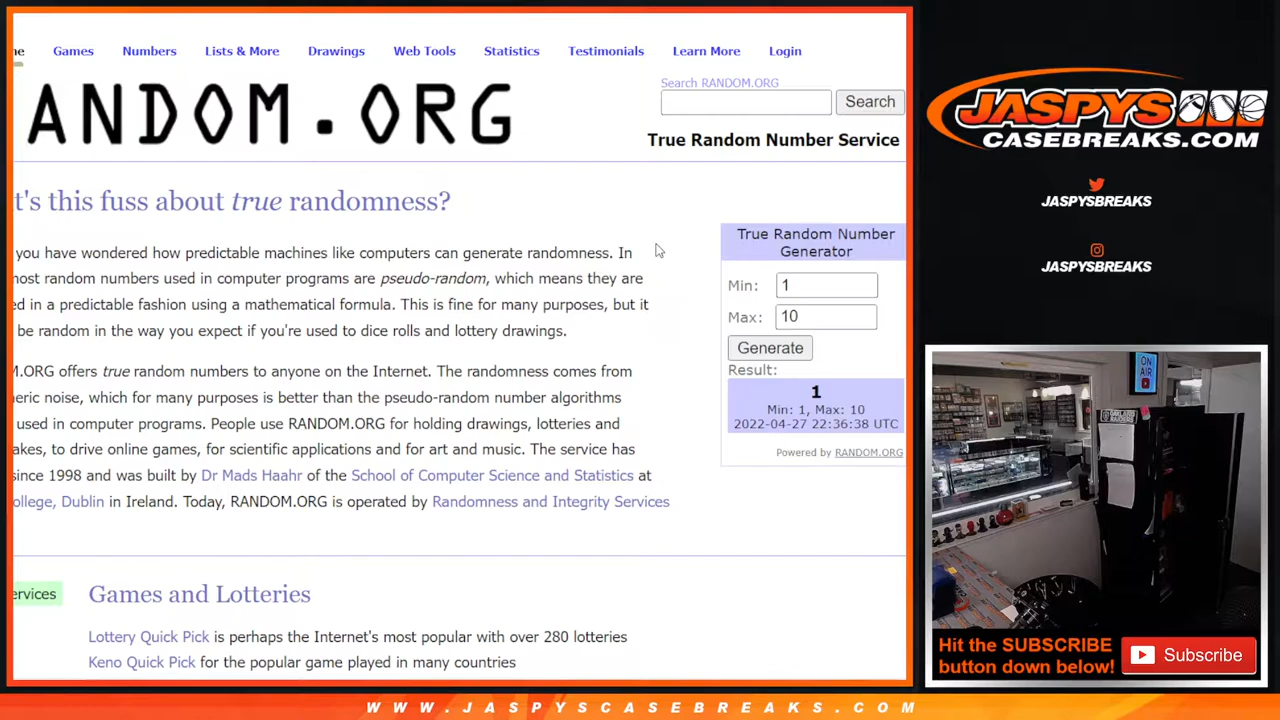 ne Games Numbers Lists & More Drawings Web Tools Statistics Testimonials Learn More Login
ANDOM.ORG
Search RANDOM.ORG
Search
True Random Number Service
t's this fuss about true randomness?
you have wondered how predictable machines like computers can generate randomness. In
nost random numbers used in computer programs are pseudo-random, which means they are
ed in a predictable fashion using a mathematical formula. This is fine for many purposes, but it
be random in the way you expect if you're used to dice rolls and lottery drawings.
M.ORG offers true random numbers to anyone on the Internet. The randomness comes from
neric noise, which for many purposes is better than the pseudo-random number algorithms
used in computer programs. People use RANDOM.ORG for holding drawings, lotteries and
akes, to drive online games, for scientific applications and for art and music. The service has
since 1998 and was built by Dr Mads Haahr of the School of Computer Science and Statistics at
ollege, Dublin in Ireland. Today, RANDOM.ORG is operated by Randomness and Integrity Services
True Random Number
Generator
Min: 1
Max: 10
Generate
Result:
1
Min: 1, Max: 10
2022-04-27 22:36:38 UTC
Powered by RANDOM.ORG
ervices
Games and Lotteries
Lottery Quick Pick is perhaps the Internet's most popular with over 280 lotteries
Keno Quick Pick for the popular game played in many countries
JASPYS
CASEBREAKS.COM
JASPYSBREAKS
JASPYSBREAKS
ON
AIR
OAKLAND
RAIDERS
Hit the SUBSCRIBE
button down below!
Subscribe
WWW.JASPYSCASEBREAKS.COM